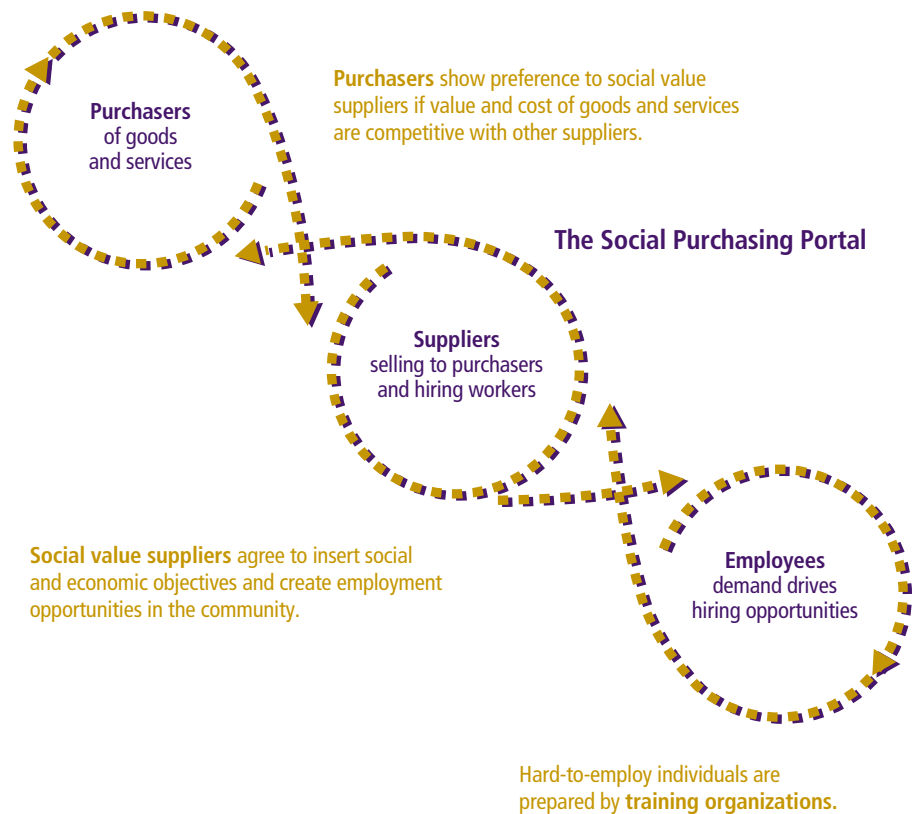 Purchasers
of goods
and services
Purchasers show preference to social value
suppliers if value and cost of goods and services
are competitive with other suppliers.
The Social Purchasing Portal
Suppliers
selling to purchasers
and hiring workers
Social value suppliers agree to insert social
and economic objectives and create employment
opportunities in the community.
Employees
demand drives
hiring opportunities
Hard-to-employ individuals are
prepared by training organizations.